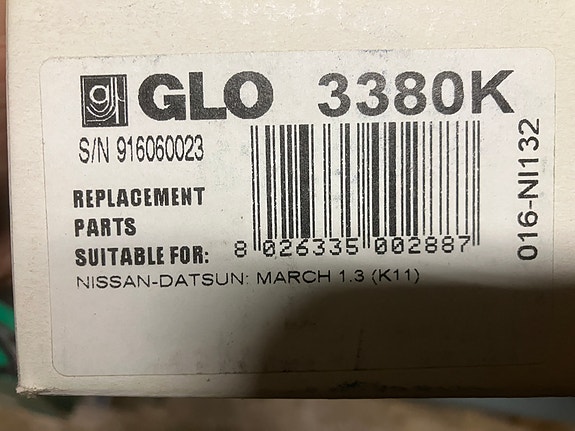 GLO 3380K
S/N 916060023
REPLACEMENT
PARTS
SUITABLE FOR:
8 026335 002887
NISSAN-DATSUN: MARCH 1.3 (K11)
016-NI132